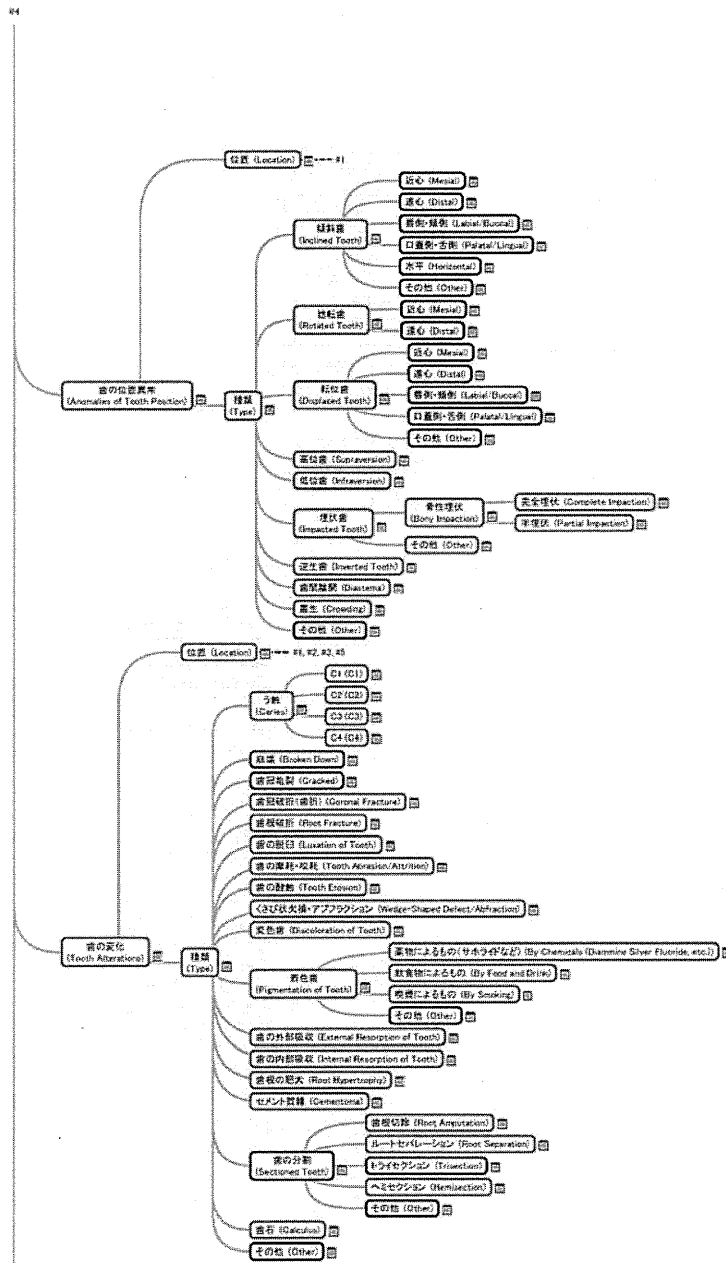 #4
位置 (Location)
#1
近心 (Mesial)
遠心 (Distal)
唇側・頬側 (Labial/Buccal)
傾斜歯
(Inclined Tooth)
口蓋側・舌側 (Palatal/Lingual)
水平 (Horizontal)
その他 (Other)
捻転歯
(Rotated Tooth)
近心 (Mesial)
遠心 (Distal)
近心 (Mesial)
遠心 (Distal)
歯の位置異常
(Anomalies of Tooth Position)
種類
(Type)
転位歯
(Displaced Tooth)
唇側・頬側 (Labial/Buccal)
口蓋側・舌側 (Palatal/Lingual)
その他 (Other)
高位歯 (Supraversion)
低位歯 (Infraversion)
埋伏歯
(Impacted Tooth)
骨性埋伏
(Bony Impaction)
完全埋伏 (Complete Impaction)
半埋伏 (Partial Impaction)
その他 (Other)
逆生歯 (Inverted Tooth)
歯間離開 (Diastema)
叢生 (Crowding)
その他 (Other)
位置 (Location)
#1, #2, #3, #5
う蝕
(Caries)
C1 (C1)
C2 (C2)
C3 (C3)
C4 (C4)
崩壊 (Broken Down)
歯冠亀裂 (Cracked)
歯冠破折(歯折) (Coronal Fracture)
歯根破折 (Root Fracture)
歯の脱臼 (Luxation of Tooth)
歯の摩耗・咬耗 (Tooth Abrasion/Attrition)
歯の酸蝕 (Tooth Erosion)
くさび状欠損・アブフラクション (Wedge-Shaped Defect/Abfraction)
変色歯 (Discoloration of Tooth)
歯の変化
(Tooth Alterations)
種類
(Type)
着色歯
(Pigmentation of Tooth)
薬物によるもの(サホライドなど) (By Chemicals (Diammine Silver Fluoride, etc.))
飲食物によるもの (By Food and Drink)
喫煙によるもの (By Smoking)
その他 (Other)
歯の外部吸収 (External Resorption of Tooth)
歯の内部吸収 (Internal Resorption of Tooth)
歯根の肥大 (Root Hypertrophy)
セメント質腫 (Cementoma)
歯の分割
(Sectioned Tooth)
歯根切除 (Root Amputation)
ルートセパレーション (Root Separation)
トライセクション (Trisection)
ヘミセクション (Hemisection)
その他 (Other)
歯石 (Calculus)
その他 (Other)